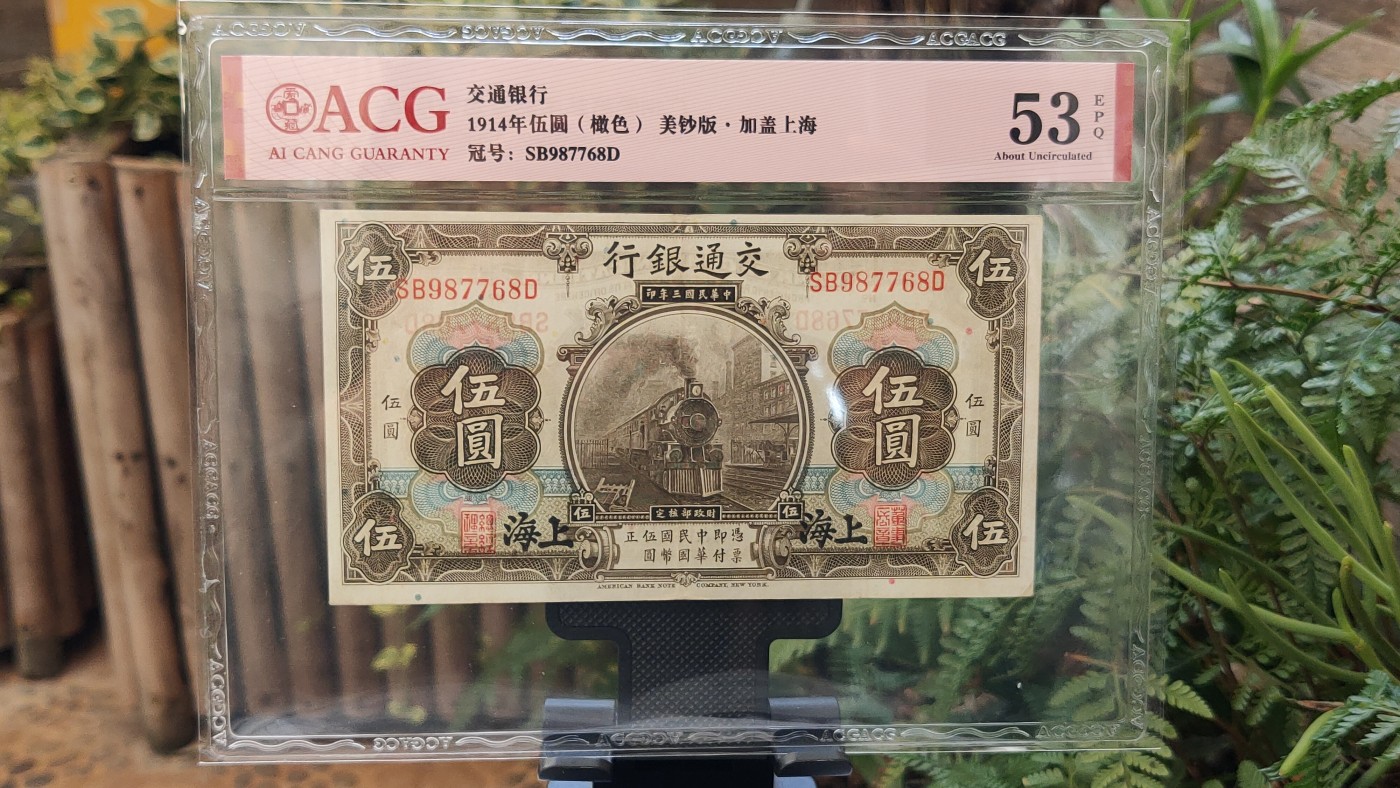 ACG
AI CANG GUARANTY
交通银行
1914年伍圆（橄色） 美钞版·加盖上海
冠号：SB987768D
53
EPQ
About Uncirculated
行銀通交
伍
伍
SB987768D
SB987768D
印年三國民華中
伍圓
伍圓
伍圓
伍圓
伍
定核部政財
伍
伍
海上
海上
伍
正伍國民中即憑
圓幣國華付票
AMERICAN BANK NOTE COMPANY, NEW YORK.